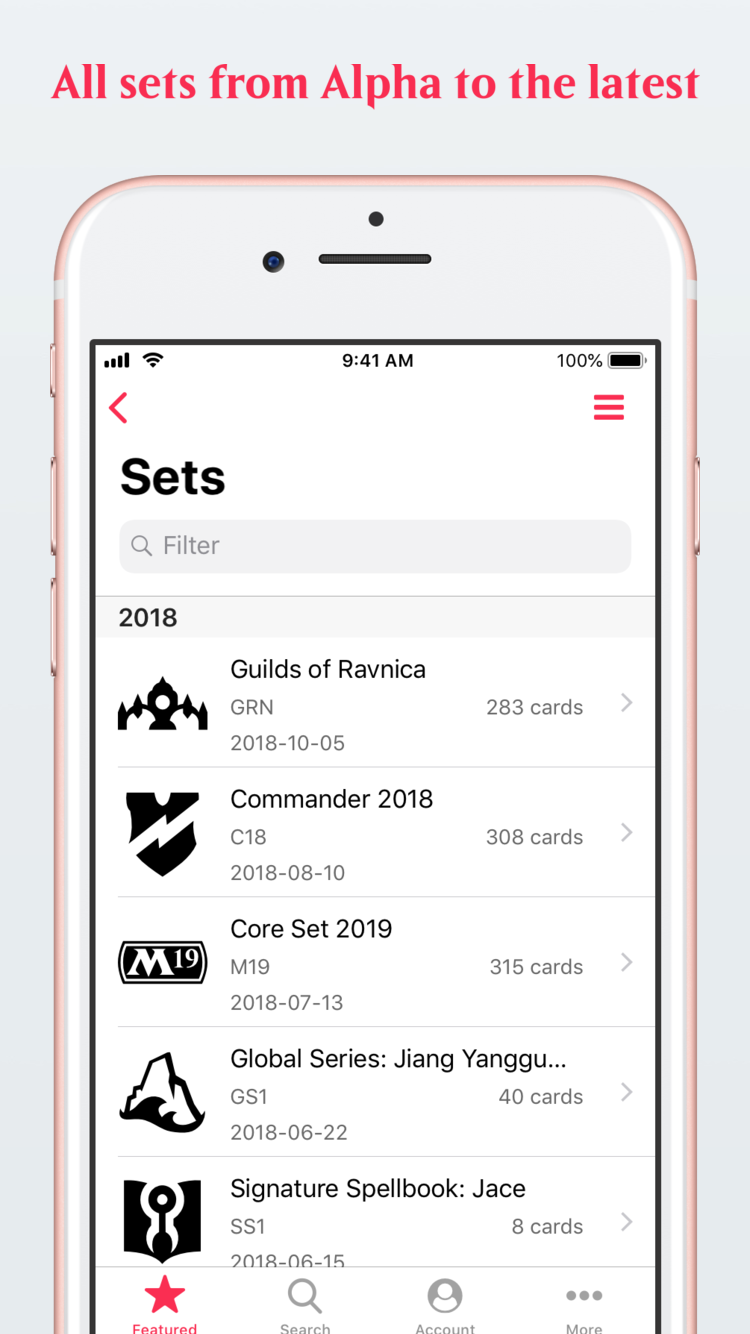 All sets from Alpha to the latest
9:41 AM
100%
Sets
Filter
2018
Guilds of Ravnica
GRN
283 cards
2018-10-05
Commander 2018
C18
308 cards
2018-08-10
M19
Core Set 2019
M19
315 cards
2018-07-13
Global Series: Jiang Yanggu...
GS1
40 cards
2018-06-22
Signature Spellbook: Jace
SS1
8 cards
2018-06-15
Featured
Search
Account
More